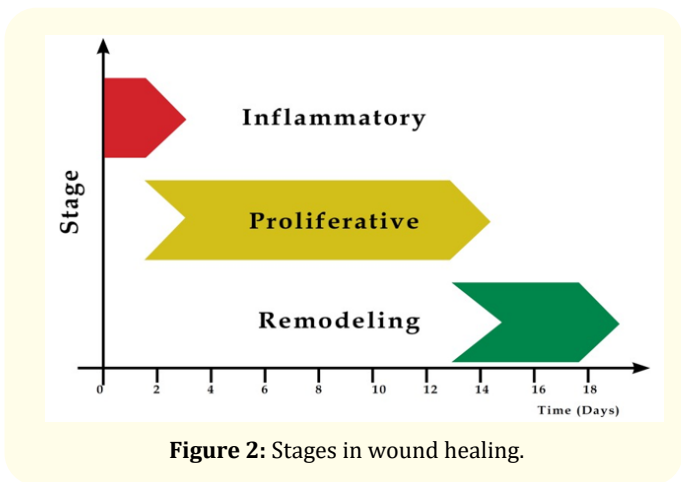 Inflammatory
Stage
Proliferative
Remodeling
0 2 4 6 8 10 12 14 16 18
Time (Days)
Figure 2: Stages in wound healing.